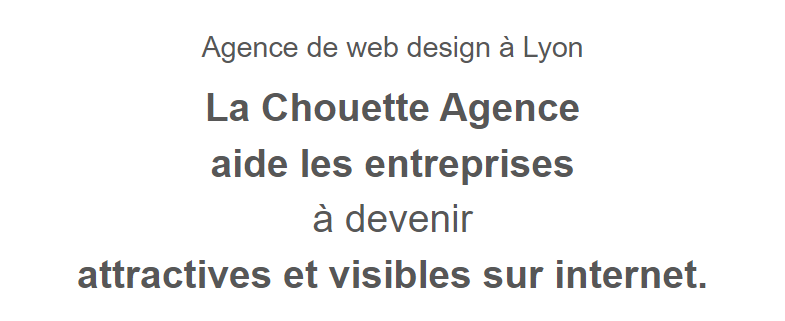 Agence de web design à Lyon
La Chouette Agence
aide les entreprises
à devenir
attractives et visibles sur internet.